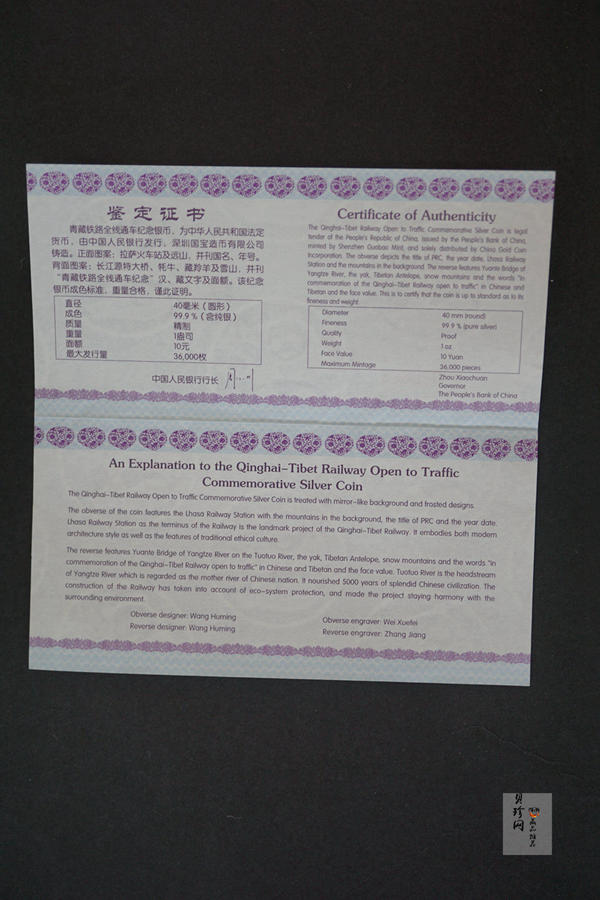 鉴定证书
青藏铁路全线通车纪念银币，为中华人民共和国法定
货币，由中国人民银行发行，深圳国宝造币有限公司
铸造。正面图案：拉萨火车站及远山，并刊国名、年号。
背面图案：长江源特大桥、牦牛、藏羚羊及雪山，并刊
“青藏铁路全线通车纪念”汉、藏文字及面额。该纪念
银币成色标准，重量合格，谨此证明。
直径 40毫米（圆形）
成色 99.9%（含纯银）
质量 精制
重量 1盎司
面额 10元
最大发行量 36,000枚
中国人民银行行长
Certificate of Authenticity
The Qinghai-Tibet Railway Open to Traffic Commemorative Silver Coin is legal
tender of the People's Republic of China, issued by the People's Bank of China,
minted by Shenzhen Guobao Mint, and solely distributed by China Gold Coin
Incorporation. The obverse depicts the title of PRC, the year date, Lhasa Railway
Station and the mountains in the background. The reverse features Yuante Bridge of
Yangtze River, the yak, Tibetan Antelope, snow mountains and the words "In
commemoration of the Qinghai-Tibet Railway open to traffic" in Chinese and
Tibetan and the face value. This is to certify that the coin is up to standard as to its
fineness and weight.
Diameter 40 mm (round)
Fineness 99.9 % (pure silver)
Quality Proof
Weight 1 oz
Face Value 10 Yuan
Maximum Mintage 36,000 pieces
Zhou Xiaochuan
Governor
The People's Bank of China
An Explanation to the Qinghai-Tibet Railway Open to Traffic
Commemorative Silver Coin
The Qinghai-Tibet Railway Open to Traffic Commemorative Silver Coin is treated with mirror-like background and frosted designs.
The obverse of the coin features the Lhasa Railway Station with the mountains in the background, the title of PRC and the year date.
Lhasa Railway Station as the terminus of the Railway is the landmark project of the Qinghai-Tibet Railway. It embodies both modern
architecture style as well as the features of traditional ethical culture.
The reverse features Yuante Bridge of Yangtze River on the Tuotuo River, the yak, Tibetan Antelope, snow mountains and the words "in
commemoration of the Qinghai-Tibet Railway open to traffic" in Chinese and Tibetan and the face value. Tuotuo River is the headstream
of Yangtze River which is regarded as the mother river of Chinese nation. It nourished 5000 years of splendid Chinese civilization. The
construction of the Railway has taken into account of eco-system protection, and made the project staying harmony with the
surrounding environment.
Obverse designer: Wang Huming
Reverse designer: Wang Huming
Obverse engraver: Wei Xuefei
Reverse engraver: Zhang Jiang
贝珍网